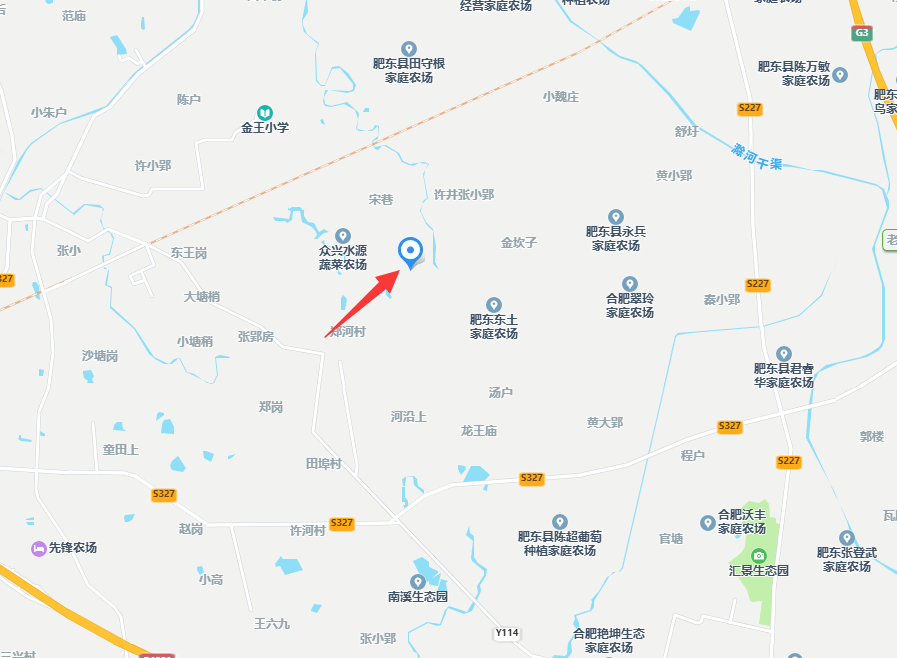 范庙
经营家庭农场
金王小学
肥东县田守根
家庭农场
肥东县陈万敏
家庭农场
G3
小朱户
陈户
小魏庄
S227
舒圩
滁河干渠
许小郢
宋巷
许井张小郢
黄小郢
张小
东王岗
众兴水源
蔬菜农场
金坎子
肥东县永兵
家庭农场
大塘梢
合肥翠玲
家庭农场
S227
秦小郢
小塘梢
张郢房
郑河村
肥东东土
家庭农场
沙塘岗
肥东县君睿
华家庭农场
汤户
郑岗
河沿上
龙王庙
黄大郢
S327
郭楼
童田上
田埠村
程户
S227
S327
S327
赵岗
许河村
S327
肥东县陈超葡萄
种植家庭农场
合肥沃丰
家庭农场
官塘
先锋农场
肥东张登武
家庭农场
汇景生态园
小高
南溪生态园
王六九
张小郢
Y114
合肥艳坤生态
家庭农场